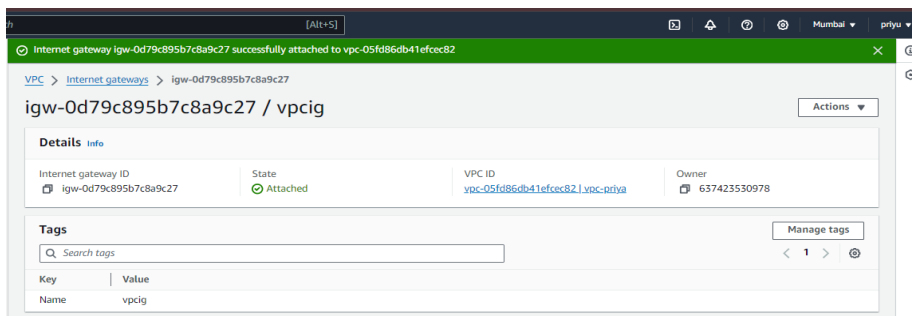 [Alt+S] Mumbai priyu
Internet gateway igw-0d79c895b7c8a9c27 successfully attached to vpc-05fd86db41efcec82
VPC > Internet gateways > igw-0d79c895b7c8a9c27
igw-0d79c895b7c8a9c27 / vpcig Actions
Details Info
Internet gateway ID State VPC ID Owner
igw-0d79c895b7c8a9c27 Attached vpc-05fd86db41efcec82 | vpc-priya 637423530978
Tags Manage tags
Search tags 1
Key Value
Name vpcig